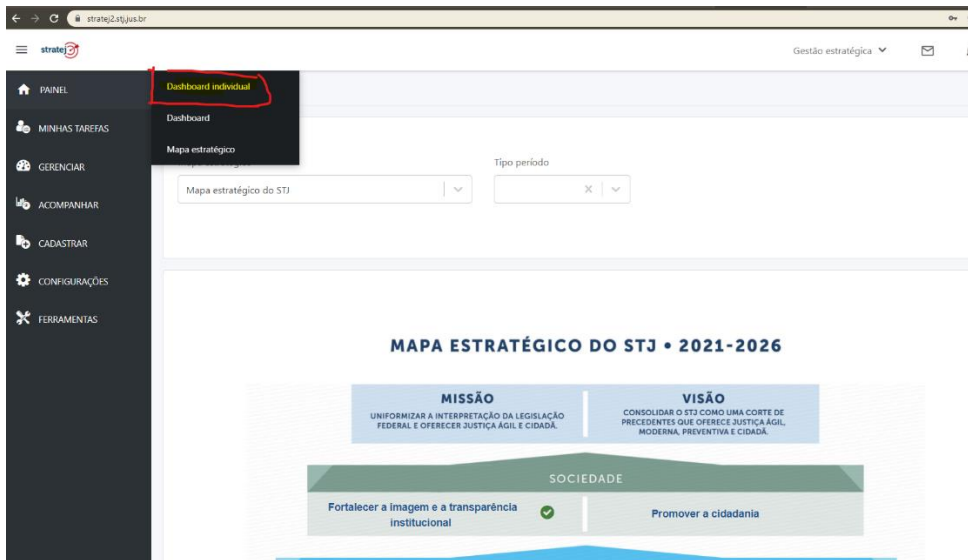 stratej2.stj.jus.br
stratej
Gestão estratégica
PAINEL
Dashboard individual
MINHAS TAREFAS
Dashboard
Mapa estratégico
GERENCIAR
Tipo período
Mapa estratégico do STJ
ACOMPANHAR
CADASTRAR
CONFIGURAÇÕES
FERRAMENTAS
MAPA ESTRATÉGICO DO STJ • 2021-2026
MISSÃO
UNIFORMIZAR A INTERPRETAÇÃO DA LEGISLAÇÃO
FEDERAL E OFERECER JUSTIÇA ÁGIL E CIDADÃ.
VISÃO
CONSOLIDAR O STJ COMO UMA CORTE DE
PRECEDENTES QUE OFERECE JUSTIÇA ÁGIL,
MODERNA, PREVENTIVA E CIDADÃ.
SOCIEDADE
Fortalecer a imagem e a transparência
institucional
Promover a cidadania